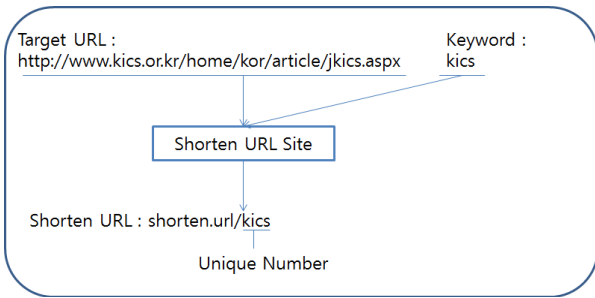 Target URL :
http://www.kics.or.kr/home/kor/article/jkics.aspx
Keyword :
kics
Shorten URL Site
Shorten URL : shorten.url/kics
Unique Number